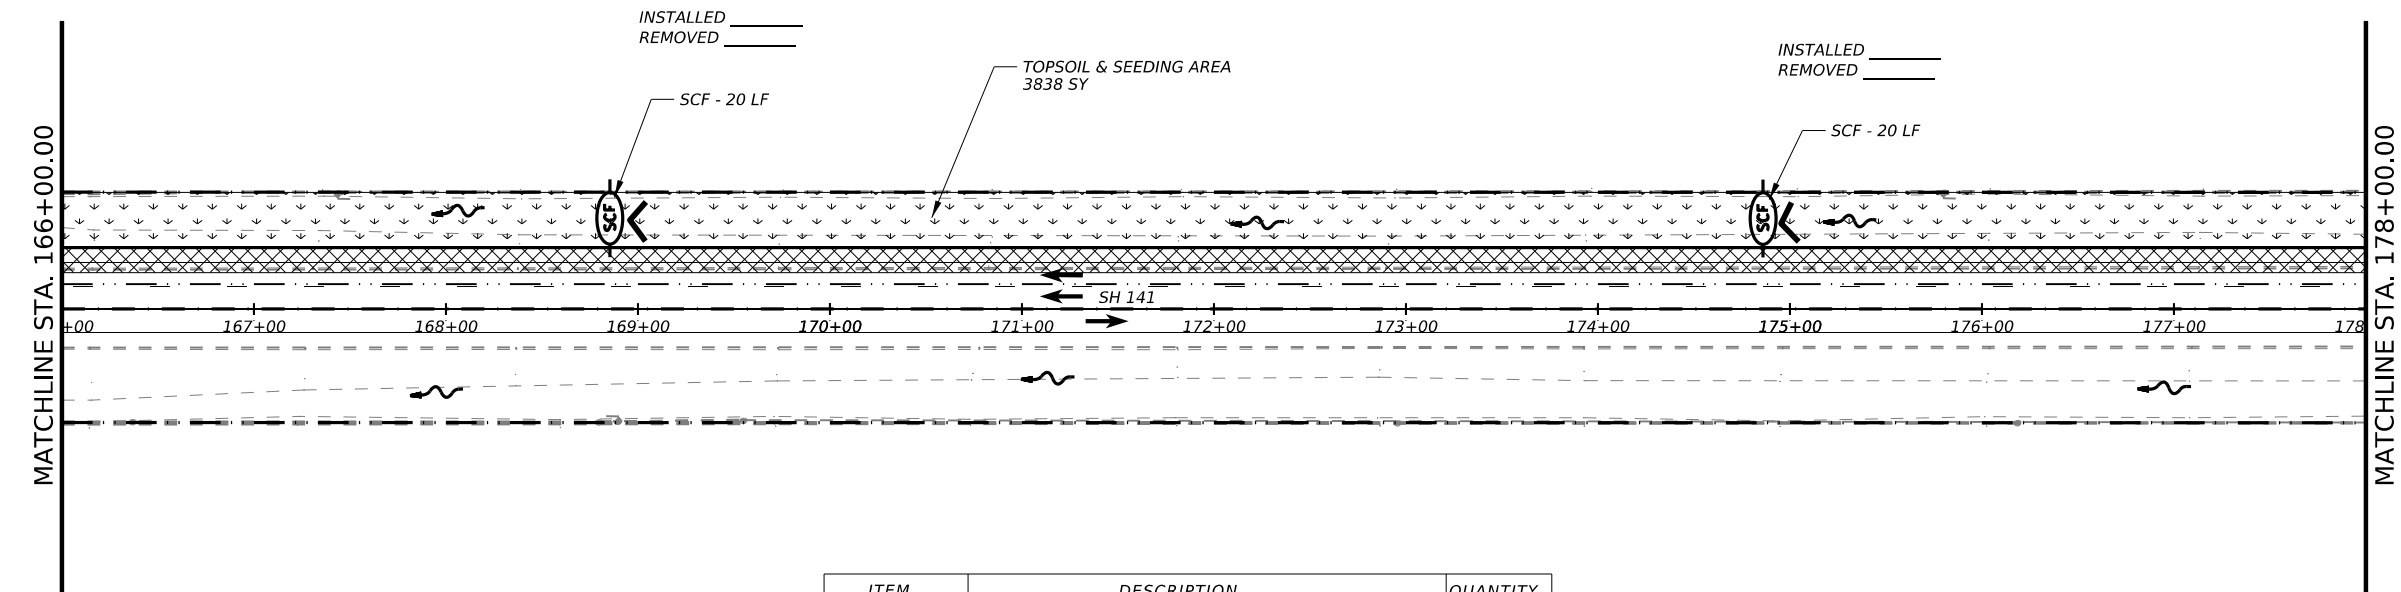 INSTALLED
REMOVED
INSTALLED
REMOVED
TOPSOIL & SEEDING AREA
3838 SY
SCF - 20 LF
SCF - 20 LF
MATCHLINE STA. 166+00.00
MATCHLINE STA. 178+00.00
SCF
SCF
SH 141
+00 167+00 168+00 169+00 170+00 171+00 172+00 173+00 174+00 175+00 176+00 177+00 178
ITEM DESCRIPTION QUANTITY